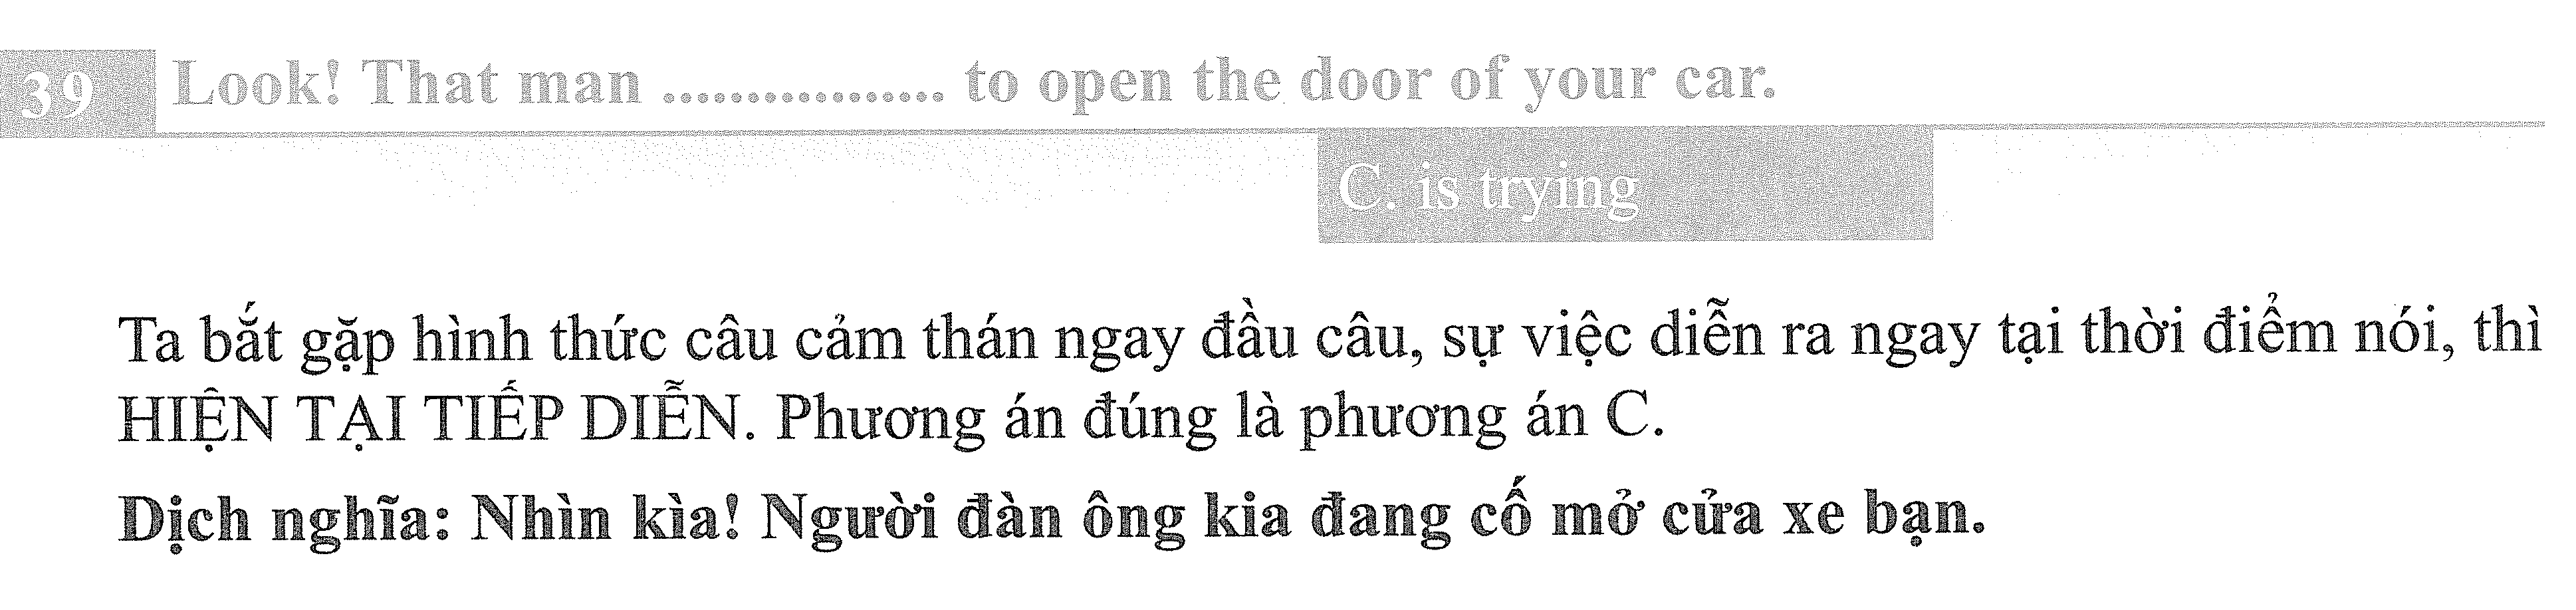 39 Look! That man ................. to open the door of your car.
C. is trying
Ta bắt gặp hình thức câu cảm thán ngay đầu câu, sự việc diễn ra ngay tại thời điểm nói, thì
HIỆN TẠI TIẾP DIỄN. Phương án đúng là phương án C.
Dịch nghĩa: Nhìn kìa! Người đàn ông kia đang cố mở cửa xe bạn.